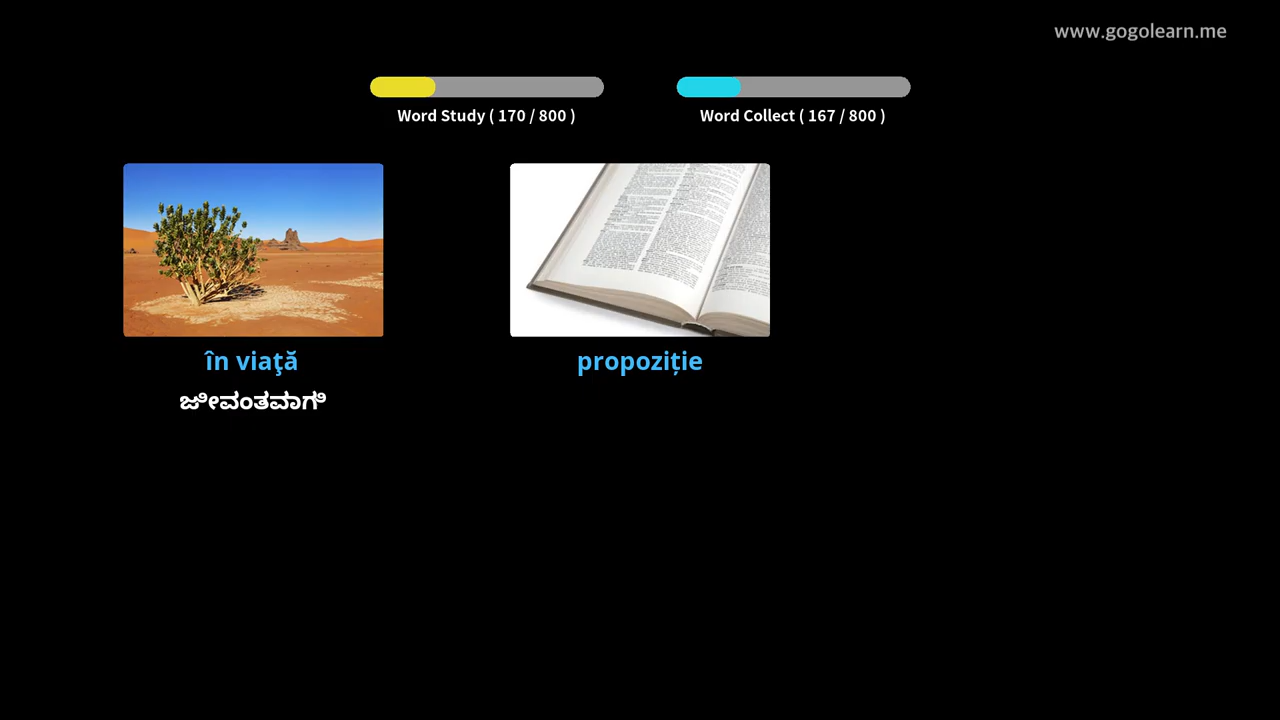 www.gogolearn.me
Word Study ( 170 / 800 )
Word Collect ( 167 / 800 )
în viaţă
propoziție
ಜೀವಂತವಾಗಿ